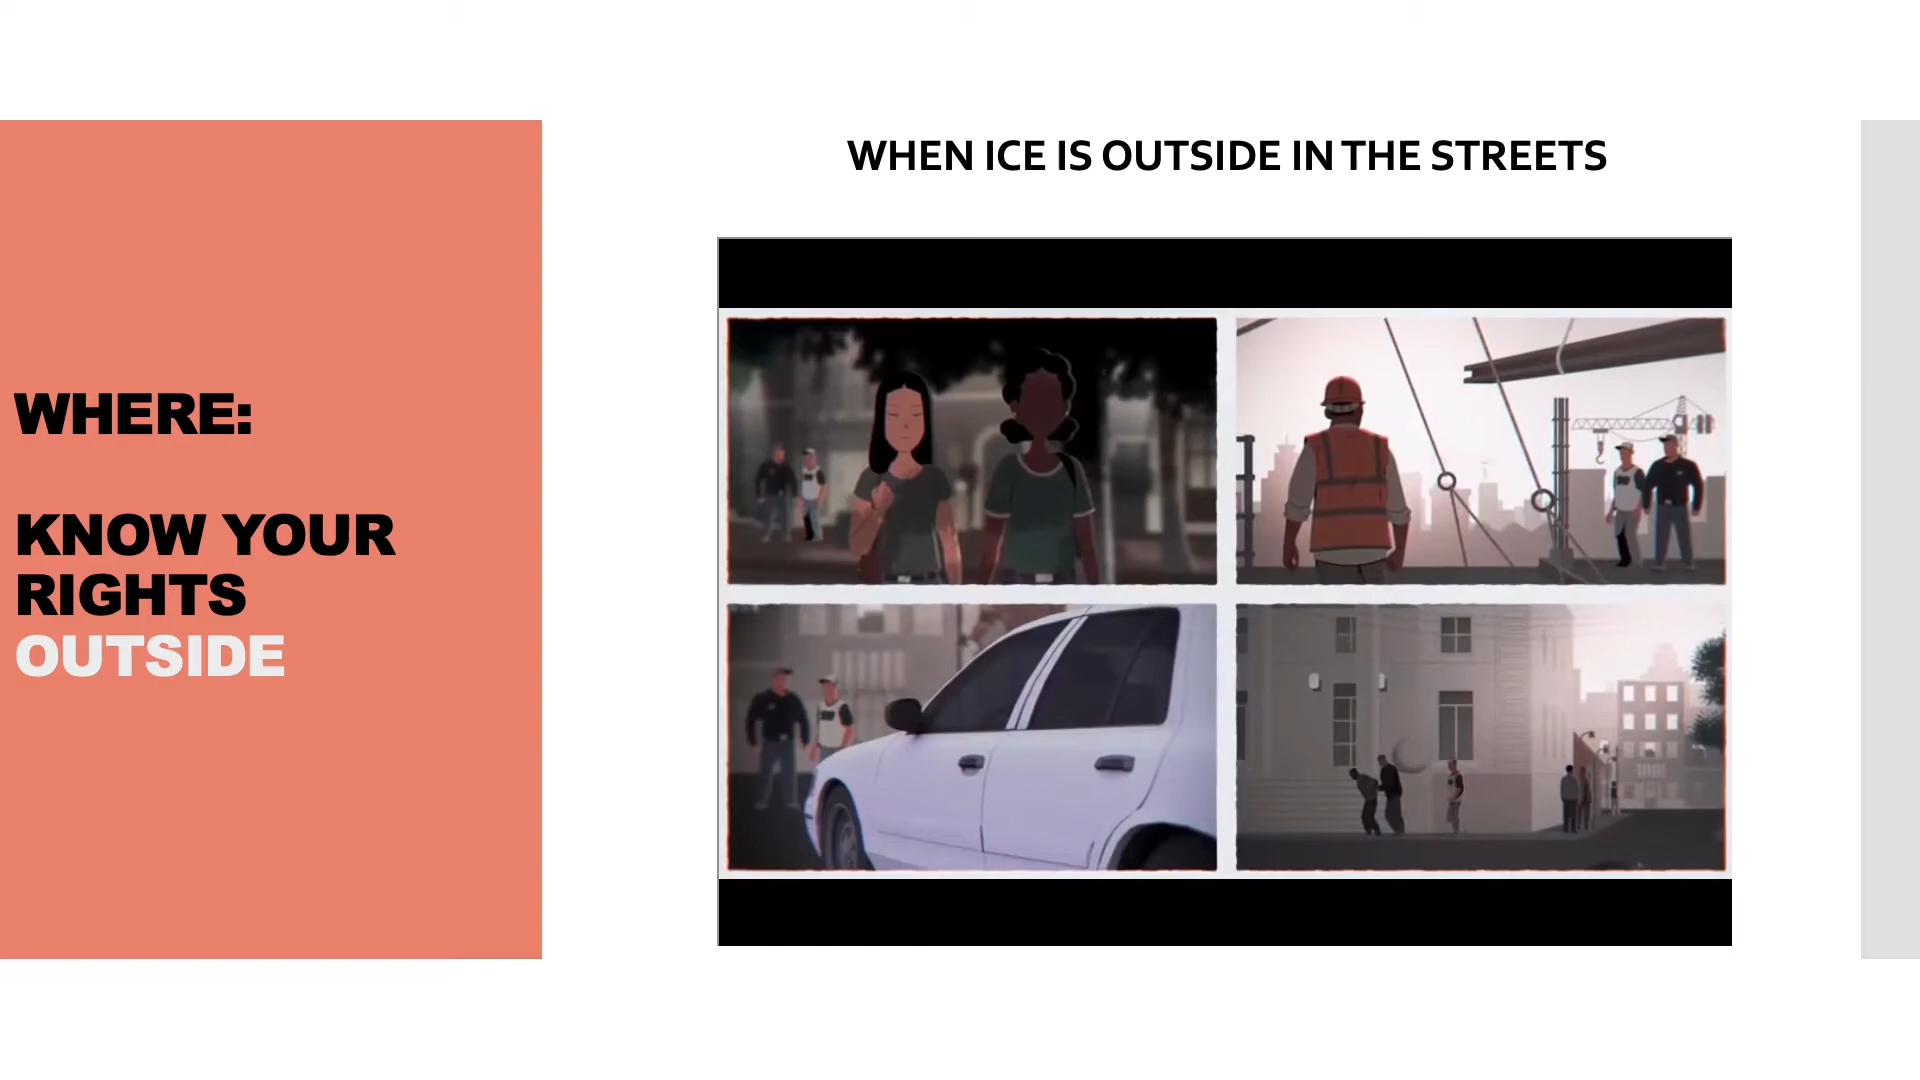 WHERE:
KNOW YOUR
RIGHTS
OUTSIDE
WHEN ICE IS OUTSIDE IN THE STREETS